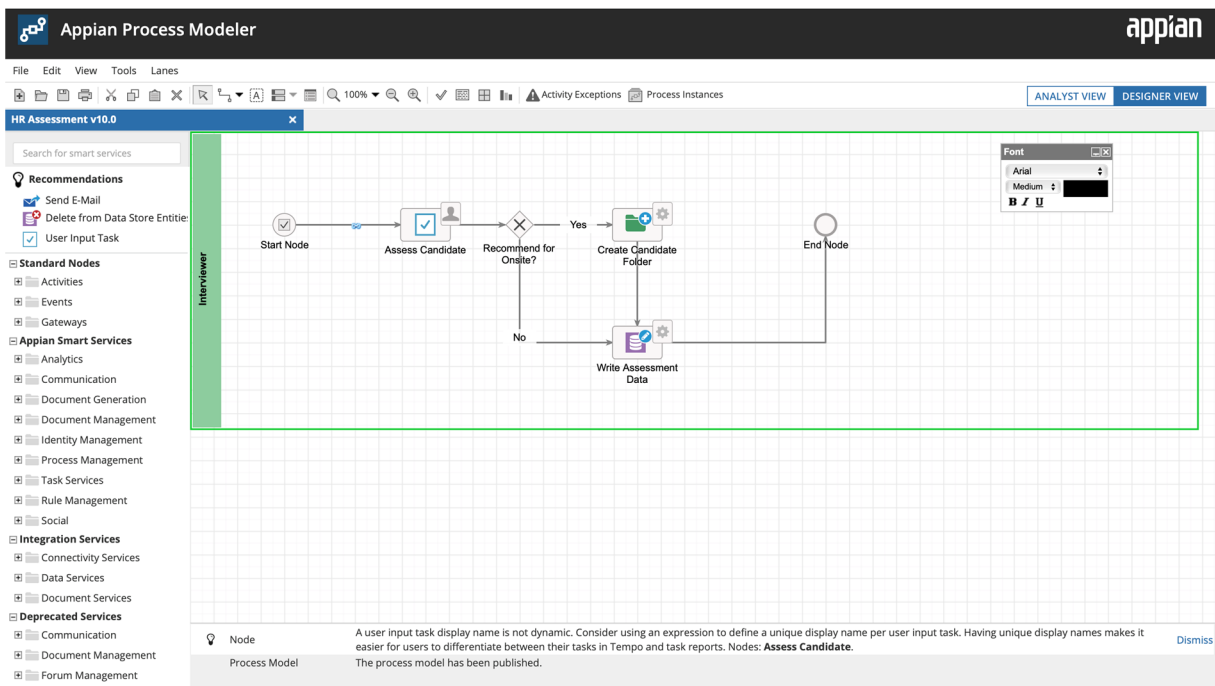 Appian Process Modeler
appian
File Edit View Tools Lanes
100% Activity Exceptions Process Instances
ANALYST VIEW DESIGNER VIEW
HR Assessment v10.0
Search for smart services
Recommendations
Send E-Mail
Delete from Data Store Entitie
User Input Task
Standard Nodes
Activities
Events
Gateways
Appian Smart Services
Analytics
Communication
Document Generation
Document Management
Identity Management
Process Management
Task Services
Rule Management
Social
Integration Services
Connectivity Services
Data Services
Document Services
Deprecated Services
Communication
Document Management
Forum Management
Interviewer
Start Node
Assess Candidate
Recommend for
Onsite?
Yes
Create Candidate
Folder
End Node
No
Write Assessment
Data
Font
Arial
Medium
B I U
Node
A user input task display name is not dynamic. Consider using an expression to define a unique display name per user input task. Having unique display names makes it
easier for users to differentiate between their tasks in Tempo and task reports. Nodes: Assess Candidate.
Dismiss
Process Model The process model has been published.